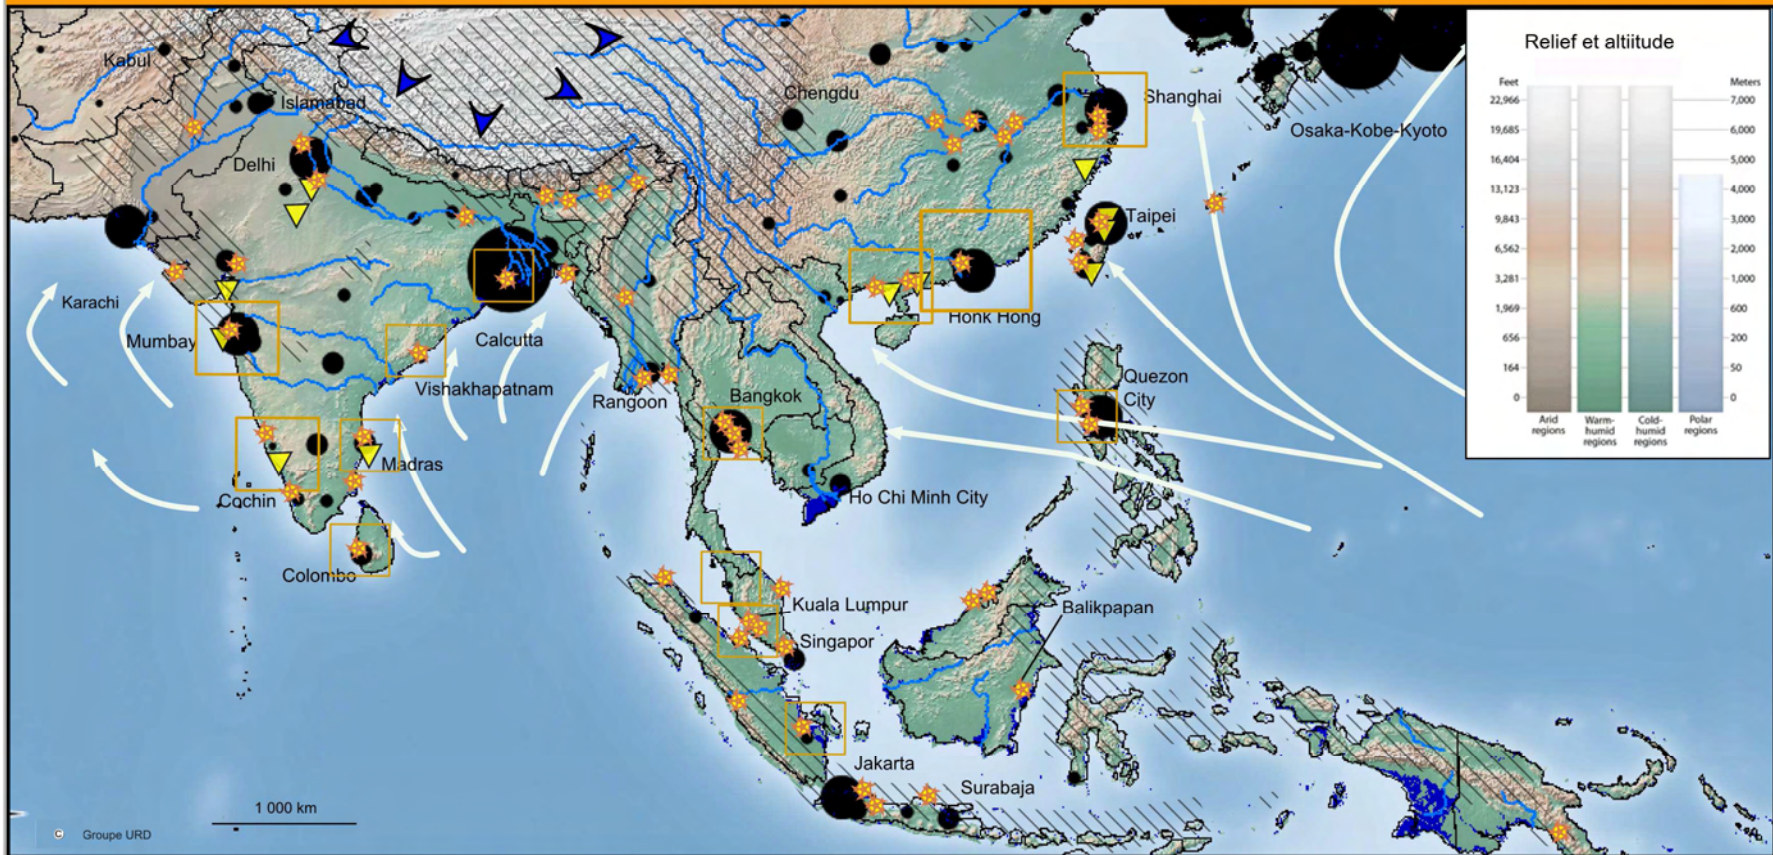 Relief et altiitude
Feet
Meters
22,966
7,000
19,685
6,000
16,404
5,000
13,123
4,000
9,843
3,000
6,562
2,000
3,281
1,000
1,969
600
656
200
164
50
0
0
Arid
regions
Warm-
humid
regions
Cold-
humid
regions
Polar
regions
Kabul
Islamabad
Chengdu
Shanghai
Osaka-Kobe-Kyoto
Delhi
Taipei
Karachi
Mumbay
Calcutta
Honk Hong
Vishakhapatnam
Rangoon
Bangkok
Quezon
City
Madras
Cochin
Ho Chi Minh City
Colombo
Kuala Lumpur
Balikpapan
Singapor
Jakarta
Surabaja
1 000 km
© Groupe URD